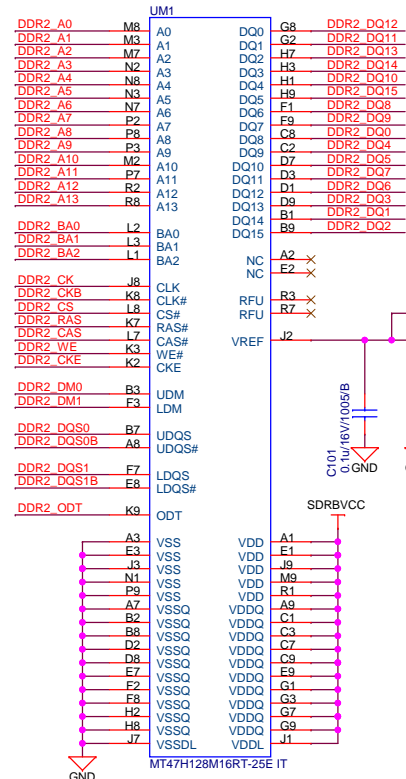 UM1
DDR2_A0 M8 A0 DQ0 G8 DDR2_DQ12
DDR2_A1 M3 A1 DQ1 G2 DDR2_DQ11
DDR2_A2 M7 A2 DQ2 H7 DDR2_DQ13
DDR2_A3 N2 A3 DQ3 H3 DDR2_DQ14
DDR2_A4 N8 A4 DQ4 H1 DDR2_DQ10
DDR2_A5 N3 A5 DQ5 H9 DDR2_DQ15
DDR2_A6 N7 A6 DQ6 F1 DDR2_DQ8
DDR2_A7 P2 A7 DQ7 F9 DDR2_DQ9
DDR2_A8 P8 A8 DQ8 C8 DDR2_DQ0
DDR2_A9 P3 A9 DQ9 C2 DDR2_DQ4
DDR2_A10 M2 A10 DQ10 D7 DDR2_DQ5
DDR2_A11 P7 A11 DQ11 D3 DDR2_DQ7
DDR2_A12 R2 A12 DQ12 D1 DDR2_DQ6
DDR2_A13 R8 A13 DQ13 D9 DDR2_DQ3
DQ14 B1 DDR2_DQ1
DDR2_BA0 L2 BA0 DQ15 B9 DDR2_DQ2
DDR2_BA1 L3 BA1
DDR2_BA2 L1 BA2 NC A2
NC E2
DDR2_CK J8 CLK
DDR2_CKB K8 CLK# RFU R3
DDR2_CS L8 CS# RFU R7
DDR2_RAS K7 RAS#
DDR2_CAS L7 CAS# VREF J2
DDR2_WE K3 WE#
DDR2_CKE K2 CKE
DDR2_DM0 B3 UDM
DDR2_DM1 F3 LDM
DDR2_DQS0 B7 UDQS
DDR2_DQS0B A8 UDQS#
DDR2_DQS1 F7 LDQS
DDR2_DQS1B E8 LDQS#
C101
0.1u/16V/1005/B
GND
DDR2_ODT K9 ODT
SDRBVCC
A3 VSS VDD A1
E3 VSS VDD E1
J3 VSS VDD J9
N1 VSS VDD M9
P9 VSS VDD R1
A7 VSSQ VDDQ A9
B2 VSSQ VDDQ C1
B8 VSSQ VDDQ C3
D2 VSSQ VDDQ C7
D8 VSSQ VDDQ C9
E7 VSSQ VDDQ E9
F2 VSSQ VDDQ G1
F8 VSSQ VDDQ G3
H2 VSSQ VDDQ G7
H8 VSSQ VDDQ G9
J7 VSSDL VDDL J1
MT47H128M16RT-25E IT
GND